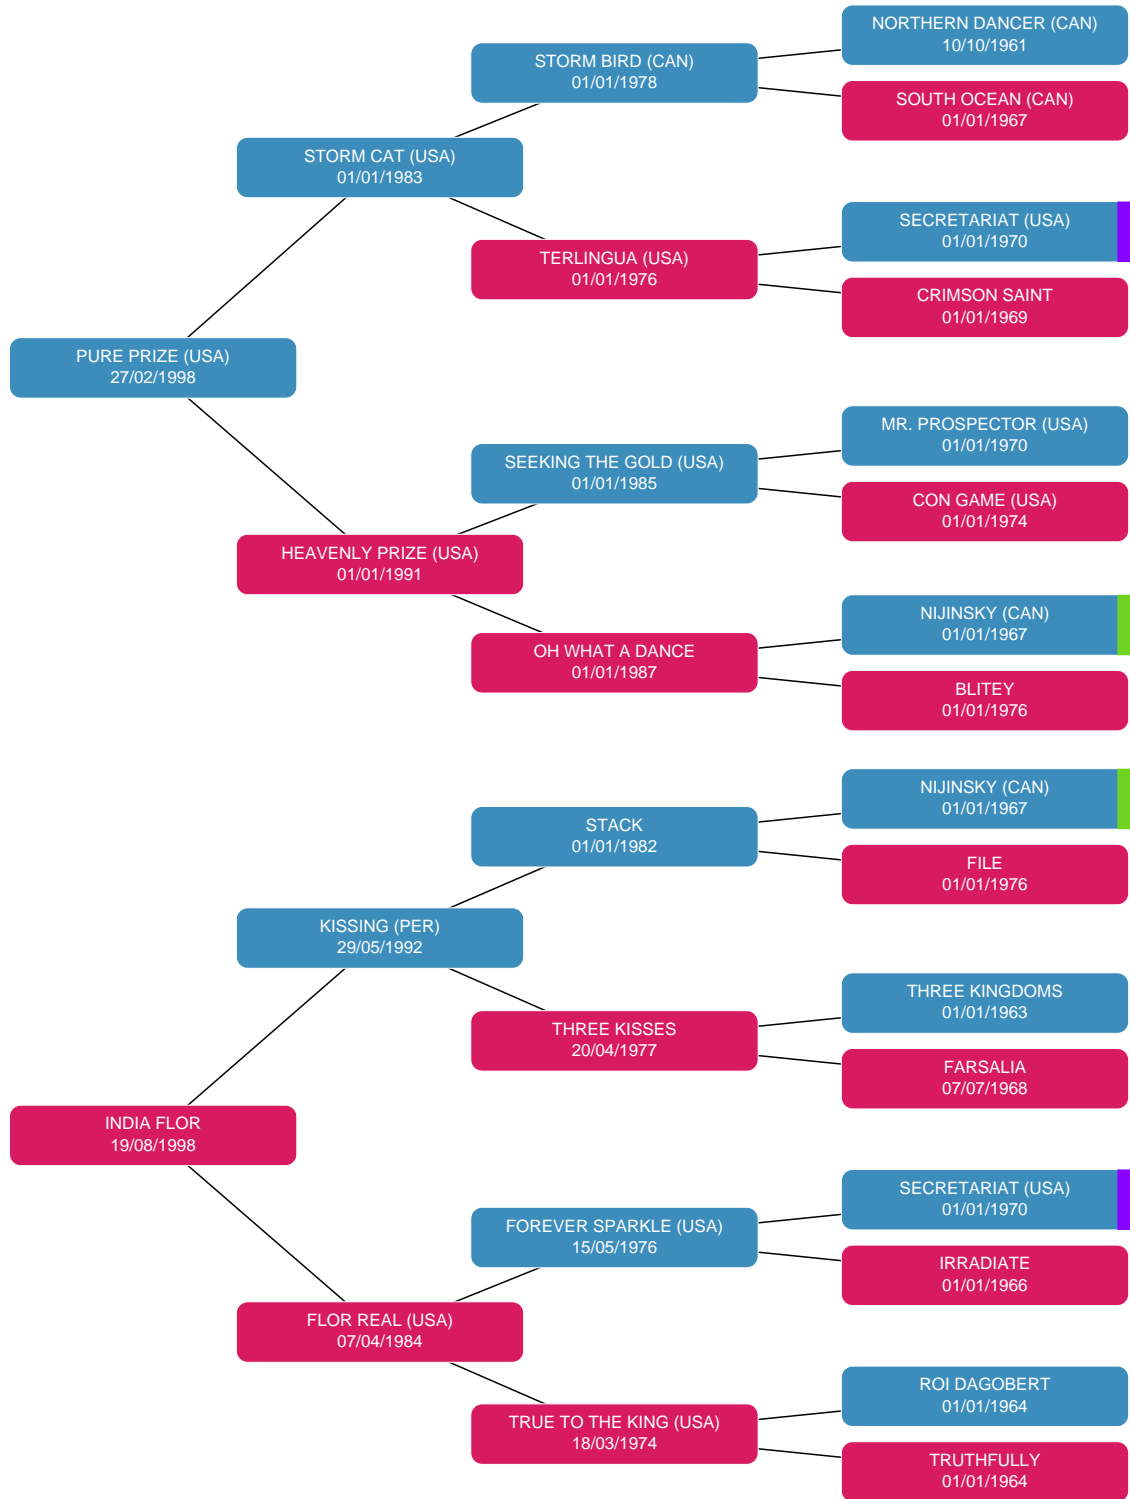 NORTHERN DANCER (CAN)
10/10/1961
STORM BIRD (CAN)
01/01/1978
SOUTH OCEAN (CAN)
01/01/1967
STORM CAT (USA)
01/01/1983
SECRETARIAT (USA)
01/01/1970
TERLINGUA (USA)
01/01/1976
CRIMSON SAINT
01/01/1969
PURE PRIZE (USA)
27/02/1998
MR. PROSPECTOR (USA)
01/01/1970
SEEKING THE GOLD (USA)
01/01/1985
CON GAME (USA)
01/01/1974
HEAVENLY PRIZE (USA)
01/01/1991
NIJINSKY (CAN)
01/01/1967
OH WHAT A DANCE
01/01/1987
BLITEY
01/01/1976
NIJINSKY (CAN)
01/01/1967
STACK
01/01/1982
FILE
01/01/1976
KISSING (PER)
29/05/1992
THREE KINGDOMS
01/01/1963
THREE KISSES
20/04/1977
FARSALIA
07/07/1968
INDIA FLOR
19/08/1998
SECRETARIAT (USA)
01/01/1970
FOREVER SPARKLE (USA)
15/05/1976
IRRADIATE
01/01/1966
FLOR REAL (USA)
07/04/1984
ROI DAGOBERT
01/01/1964
TRUE TO THE KING (USA)
18/03/1974
TRUTHFULLY
01/01/1964